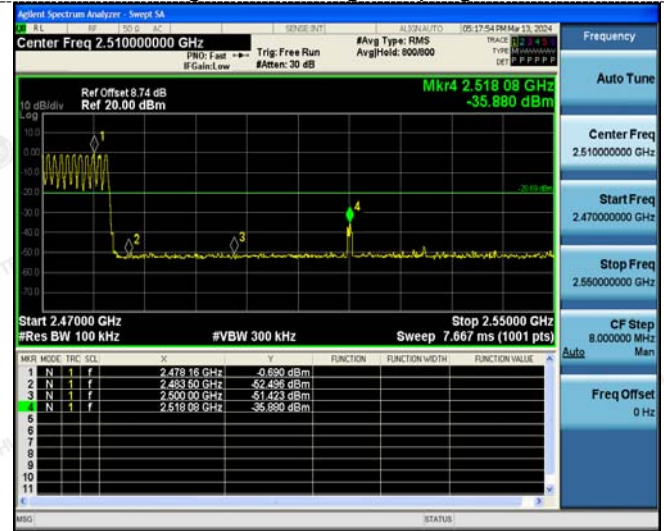 Agilent Spectrum Analyzer - Swept SA
RL RF 50 Ω AC SENSE:INT ALIGN AUTO 05:17:54 PM Mar 13, 2024
Center Freq 2.510000000 GHz
PNO: Fast
IFGain:Low
Trig: Free Run
#Atten: 30 dB
#Avg Type: RMS
Avg|Hold: 800/800
TRACE 1 2 3 4 5 6
TYPE
DET P P P P P P
Frequency
Ref Offset 8.74 dB
10 dB/div Ref 20.00 dBm
Log
Mkr4 2.518 08 GHz
-35.880 dBm
10.0
0.00
-10.0
-20.0
-30.0
-40.0
-50.0
-60.0
-70.0
1
2
3
4
-20.69 dBm
Start 2.47000 GHz
Stop 2.55000 GHz
#Res BW 100 kHz
#VBW 300 kHz
Sweep 7.667 ms (1001 pts)
MKR MODE TRC SCL X Y FUNCTION FUNCTION WIDTH FUNCTION VALUE
1 N 1 f 2.478 16 GHz -0.690 dBm
2 N 1 f 2.483 50 GHz -52.496 dBm
3 N 1 f 2.500 00 GHz -51.423 dBm
4 N 1 f 2.518 08 GHz -35.880 dBm
5
6
7
8
9
10
11
Auto Tune
Center Freq
2.510000000 GHz
Start Freq
2.470000000 GHz
Stop Freq
2.550000000 GHz
CF Step
8.000000 MHz
Auto Man
Freq Offset
0 Hz
MSG STATUS